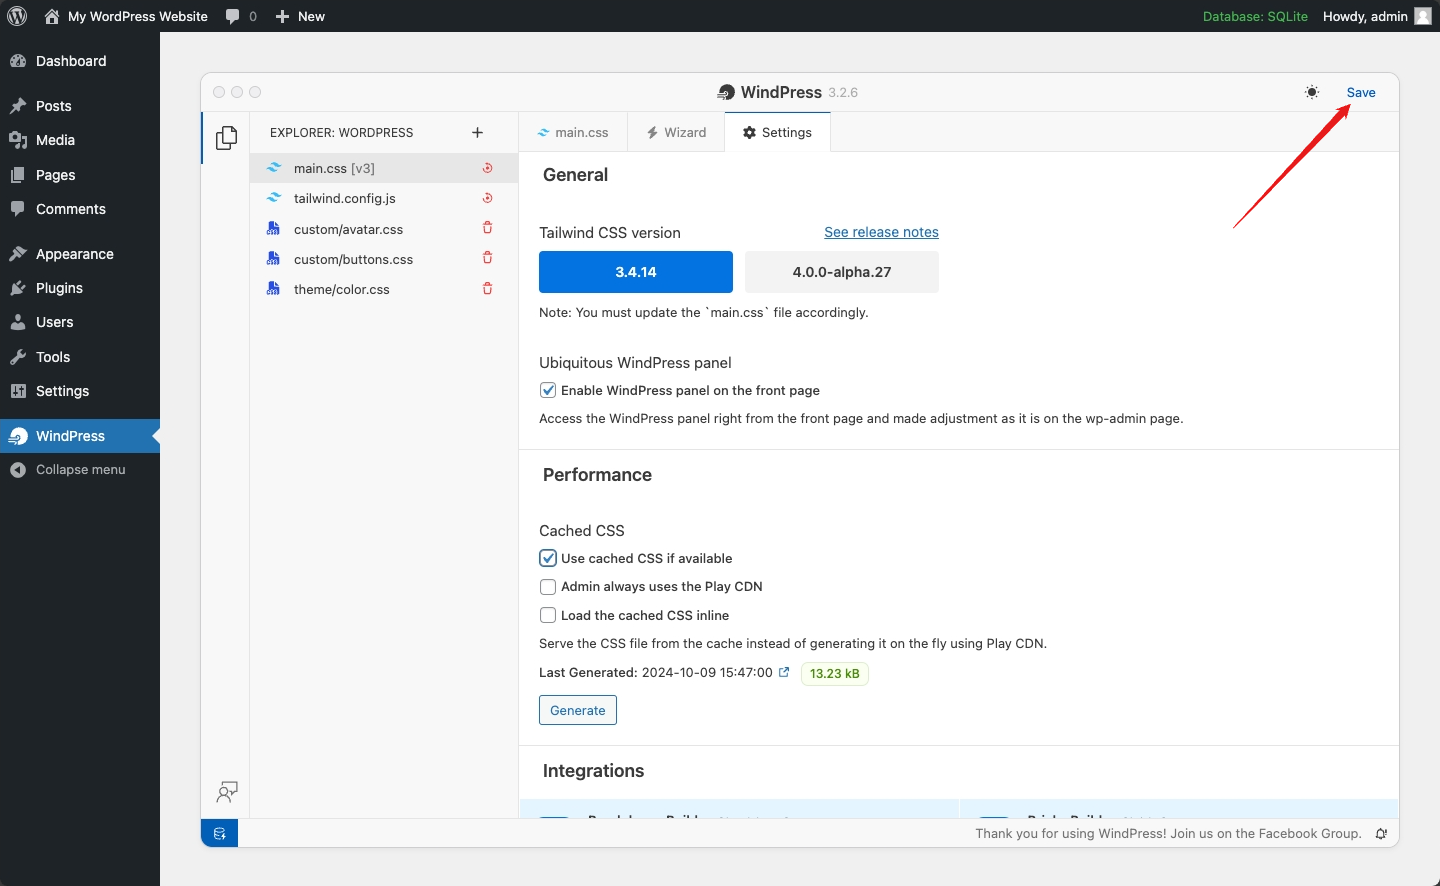 My WordPress Website 0 New Database: SQLite Howdy, admin
Dashboard
Posts
Media
Pages
Comments
Appearance
Plugins
Users
Tools
Settings
WindPress
Collapse menu
WindPress 3.2.6 Save
EXPLORER: WORDPRESS
main.css [v3]
tailwind.config.js
custom/avatar.css
custom/buttons.css
theme/color.css
main.css Wizard Settings
General
Tailwind CSS version See release notes
3.4.14 4.0.0-alpha.27
Note: You must update the `main.css` file accordingly.
Ubiquitous WindPress panel
Enable WindPress panel on the front page
Access the WindPress panel right from the front page and made adjustment as it is on the wp-admin page.
Performance
Cached CSS
Use cached CSS if available
Admin always uses the Play CDN
Load the cached CSS inline
Serve the CSS file from the cache instead of generating it on the fly using Play CDN.
Last Generated: 2024-10-09 15:47:00 13.23 kB
Generate
Integrations
Thank you for using WindPress! Join us on the Facebook Group.